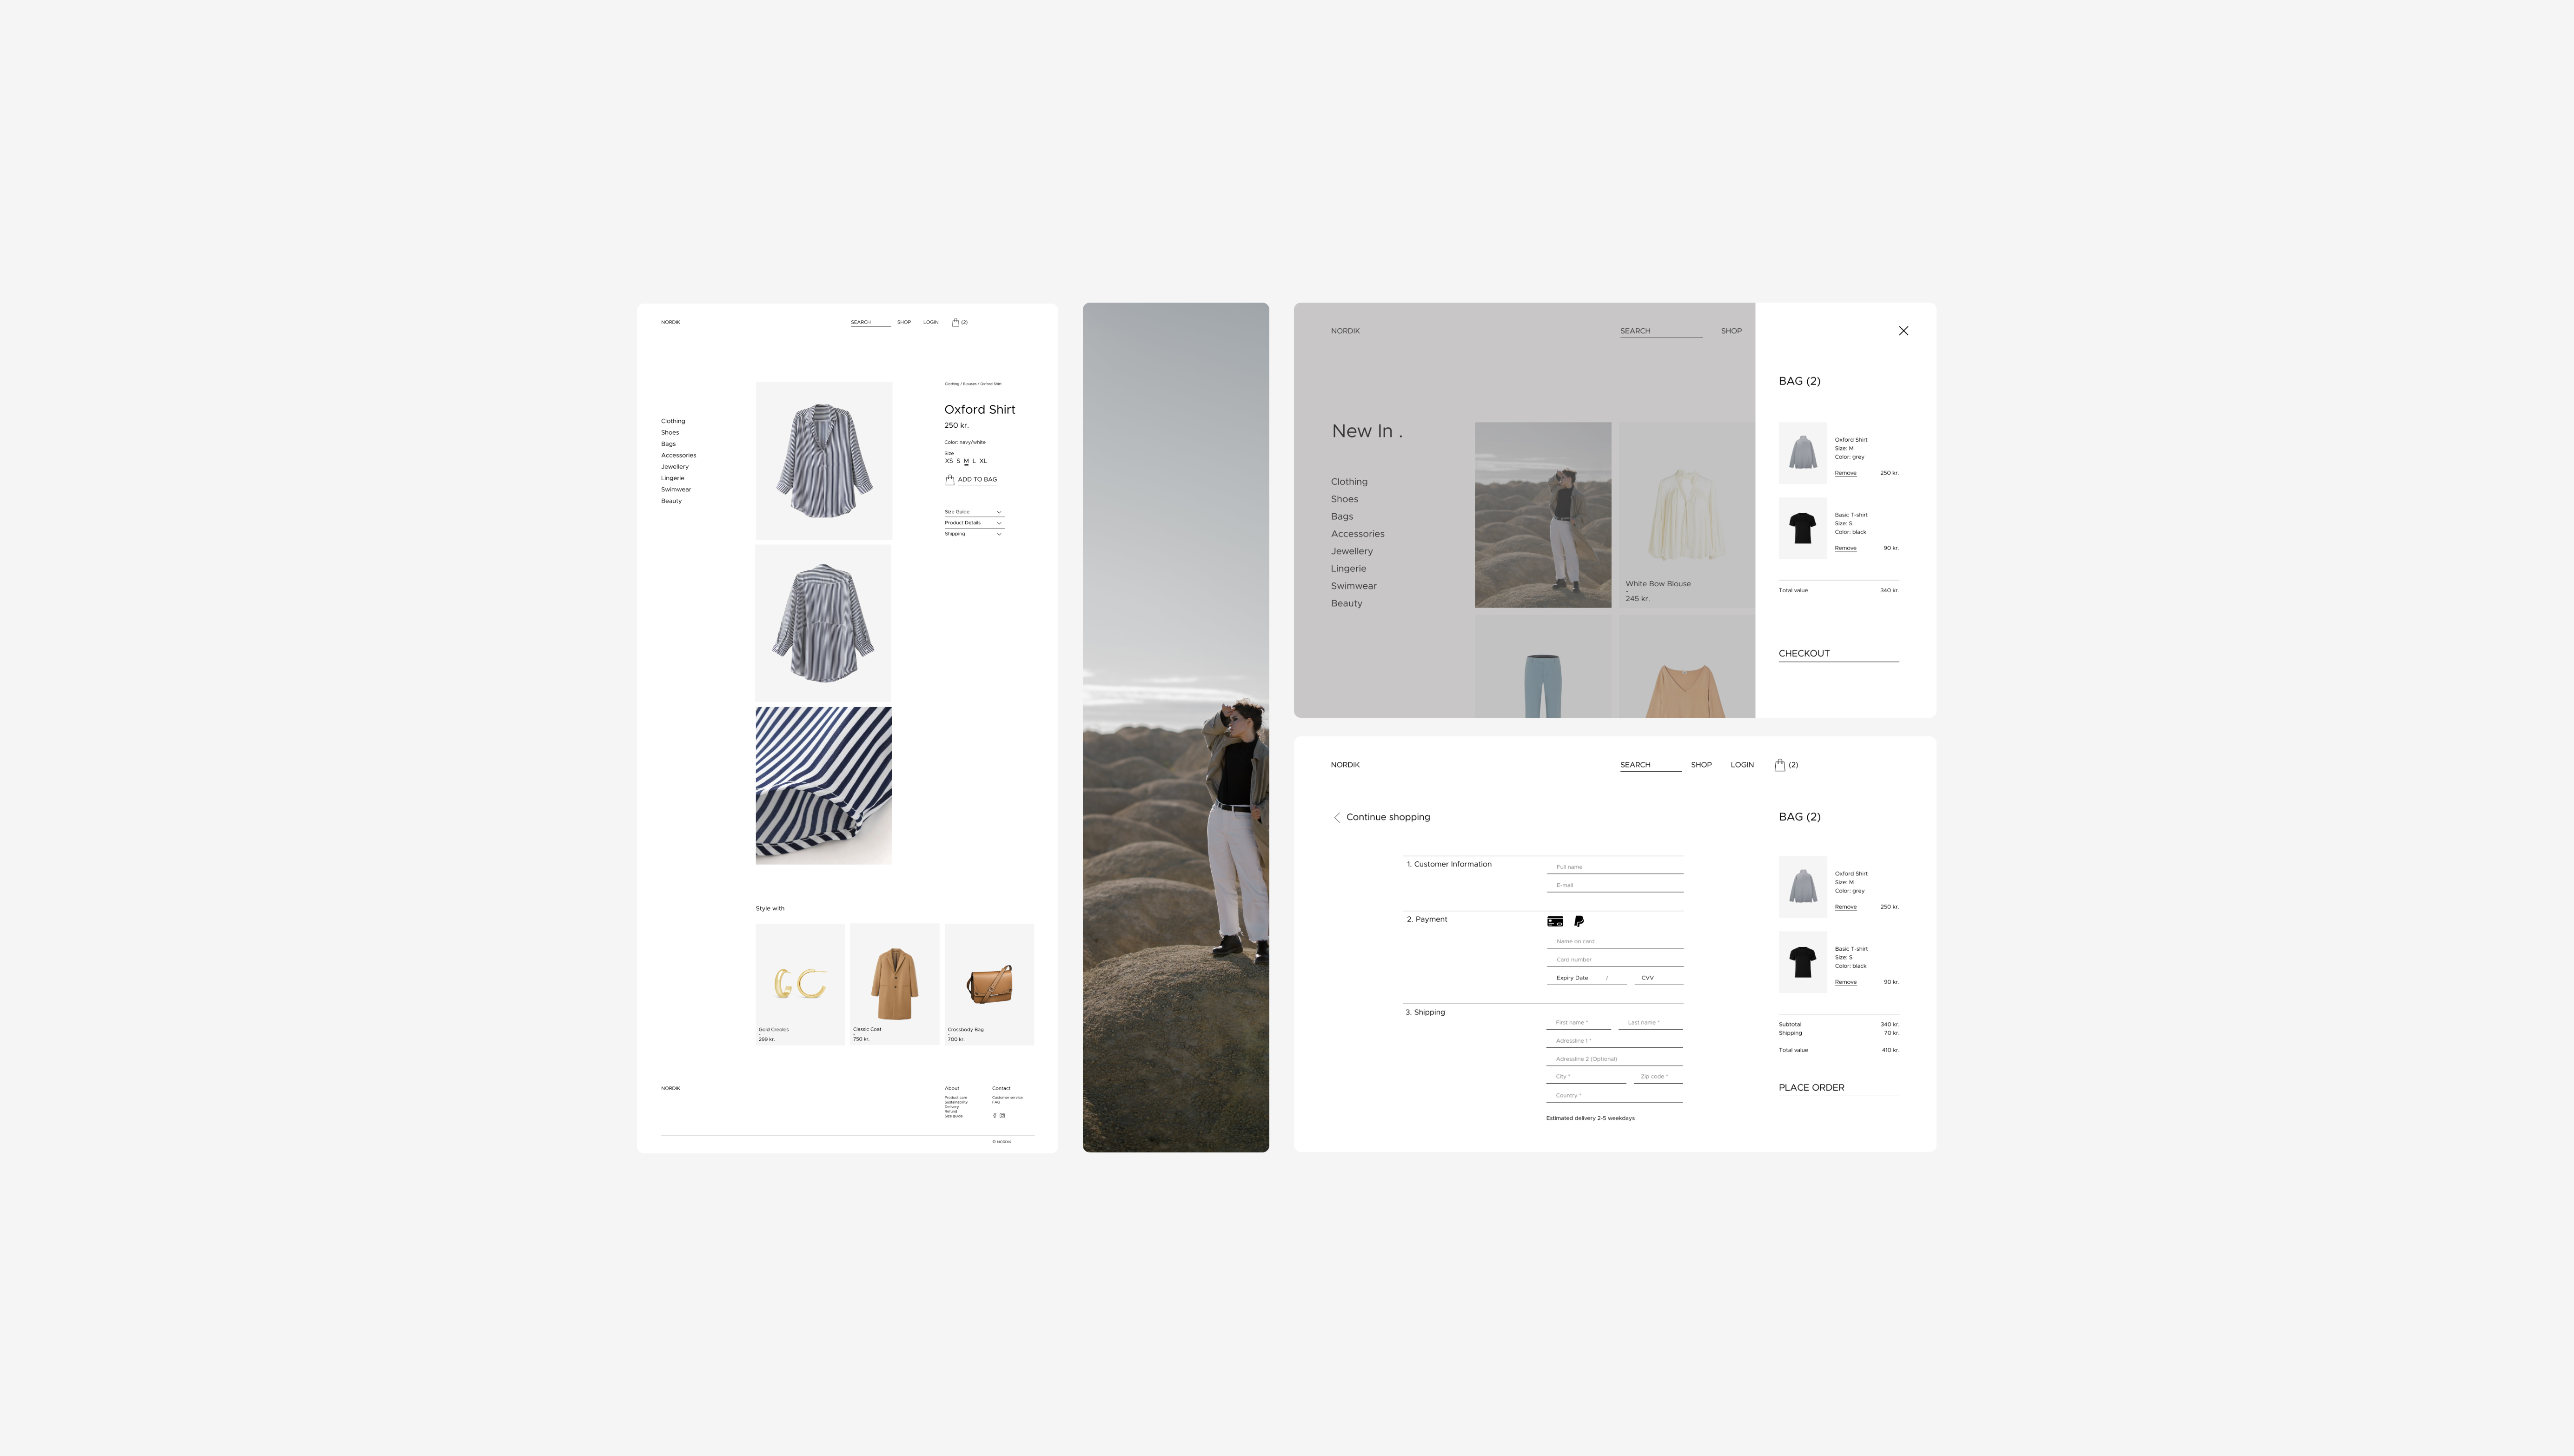 NORDIK
SEARCH SHOP LOGIN (2)
Clothing / Blouses / Oxford Shirt
Oxford Shirt
250 kr.
Color: navy/white
Size
XS S M L XL
ADD TO BAG
Size Guide
Product Details
Shipping
Clothing
Shoes
Bags
Accessories
Jewellery
Lingerie
Swimwear
Beauty
Style with
Gold Creoles
-
299 kr.
Classic Coat
-
750 kr.
Crossbody Bag
-
700 kr.
NORDIK
About
Product care
Sustainability
Delivery
Refund
Size guide
Contact
Customer service
FAQ
© NORDIK
NORDIK
SEARCH SHOP
New In .
Clothing
Shoes
Bags
Accessories
Jewellery
Lingerie
Swimwear
Beauty
White Bow Blouse
-
245 kr.
BAG (2)
Oxford Shirt
Size: M
Color: grey
Remove 250 kr.
Basic T-shirt
Size: S
Color: black
Remove 90 kr.
Total value 340 kr.
CHECKOUT
NORDIK
SEARCH SHOP LOGIN (2)
Continue shopping
1. Customer Information
Full name
E-mail
2. Payment
Name on card
Card number
Expiry Date / CVV
3. Shipping
First name * Last name *
Adressline 1 *
Adressline 2 (Optional)
City * Zip code *
Country *
Estimated delivery 2-5 weekdays
BAG (2)
Oxford Shirt
Size: M
Color: grey
Remove 250 kr.
Basic T-shirt
Size: S
Color: black
Remove 90 kr.
Subtotal 340 kr.
Shipping 70 kr.
Total value 410 kr.
PLACE ORDER